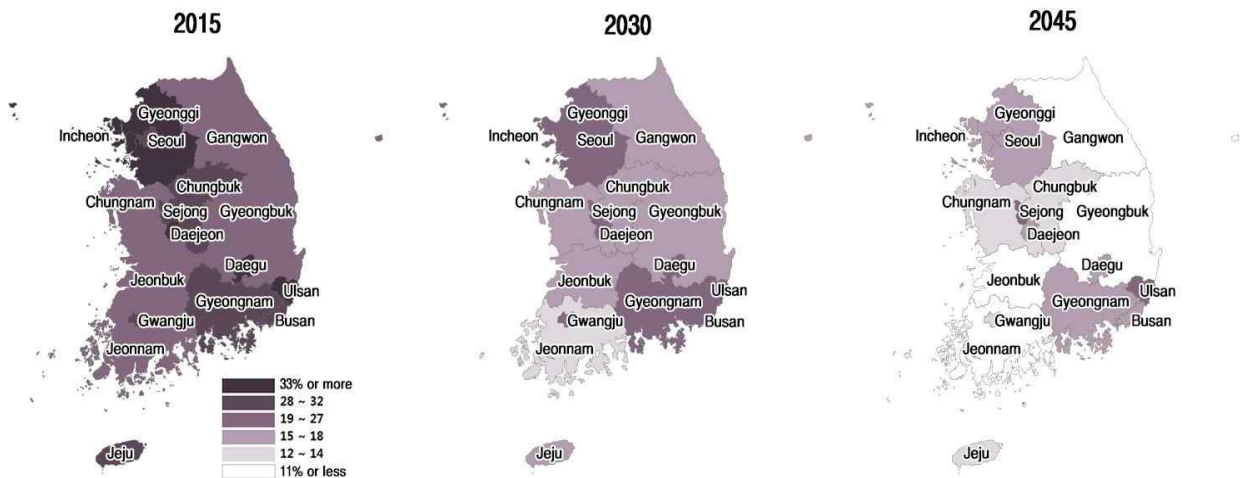 2015
Gyeonggi
Incheon
Seoul
Gangwon
Chungbuk
Chungnam
Sejong
Gyeongbuk
Daejeon
Daegu
Jeonbuk
Ulsan
Gyeongnam
Gwangju
Busan
Jeonnam
Jeju
33% or more
28 ~ 32
19 ~ 27
15 ~ 18
12 ~ 14
11% or less
2030
Gyeonggi
Incheon
Seoul
Gangwon
Chungbuk
Chungnam
Sejong
Gyeongbuk
Daejeon
Daegu
Jeonbuk
Ulsan
Gyeongnam
Gwangju
Busan
Jeonnam
Jeju
2045
Gyeonggi
Incheon
Seoul
Gangwon
Chungbuk
Chungnam
Sejong
Gyeongbuk
Daejeon
Daegu
Jeonbuk
Ulsan
Gyeongnam
Gwangju
Busan
Jeonnam
Jeju